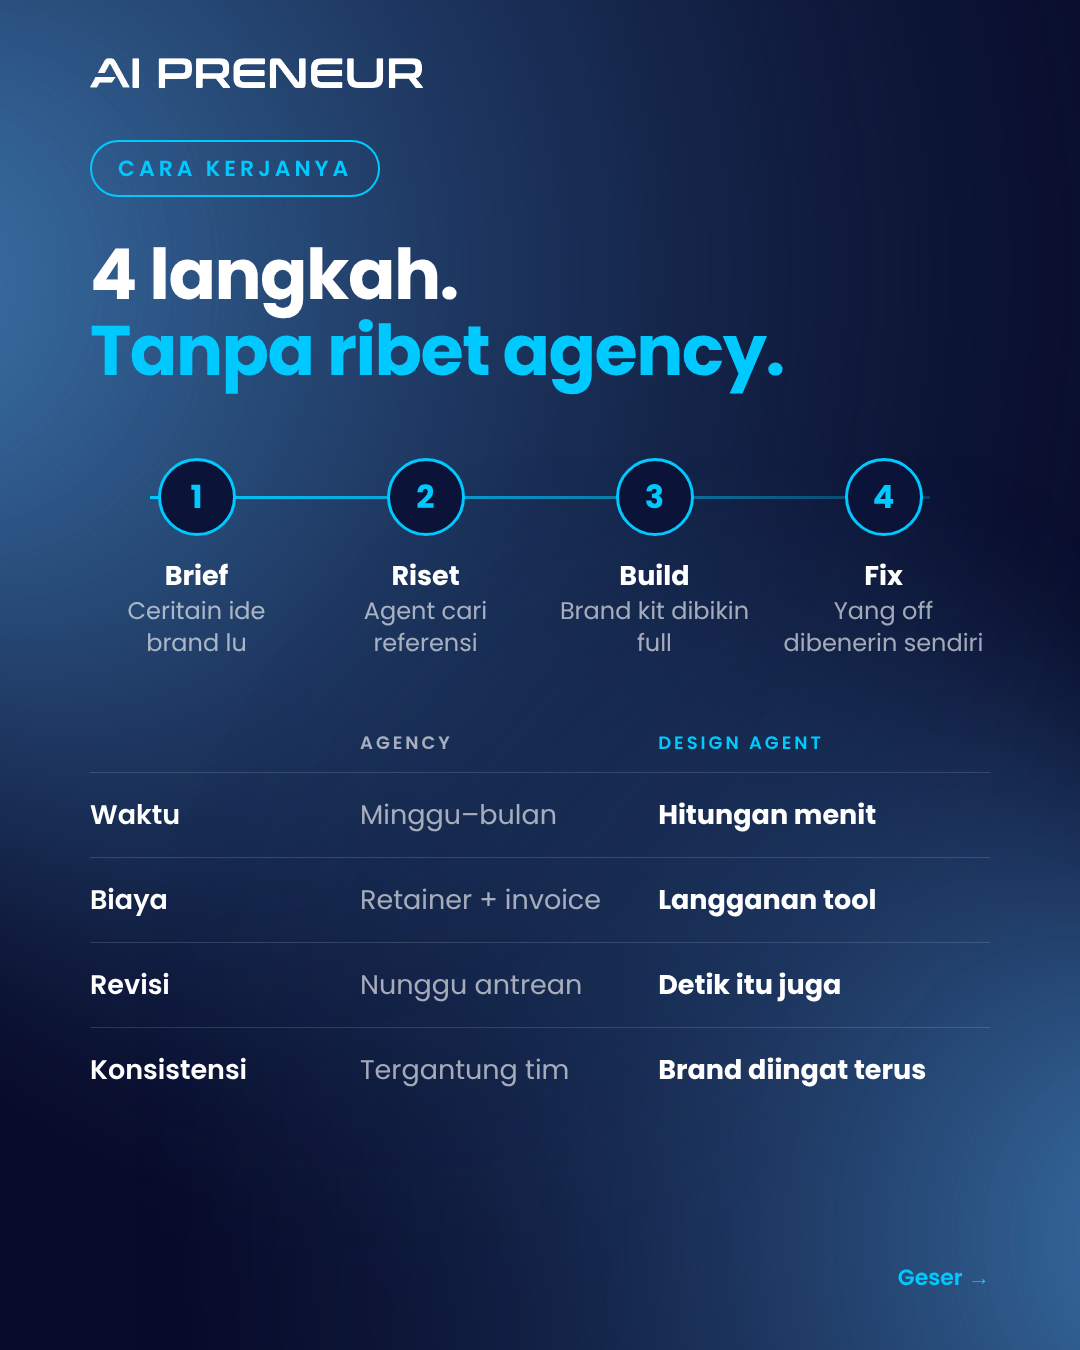 AI PRENEUR
CARA KERJANYA
4 langkah.
Tanpa ribet agency.
1 2 3 4
Brief Riset Build Fix
Ceritain ide Agent cari Brand kit dibikin Yang off
brand lu referensi full dibenerin sendiri
AGENCY DESIGN AGENT
Waktu Minggu–bulan Hitungan menit
Biaya Retainer + invoice Langganan tool
Revisi Nunggu antrean Detik itu juga
Konsistensi Tergantung tim Brand diingat terus
Geser →